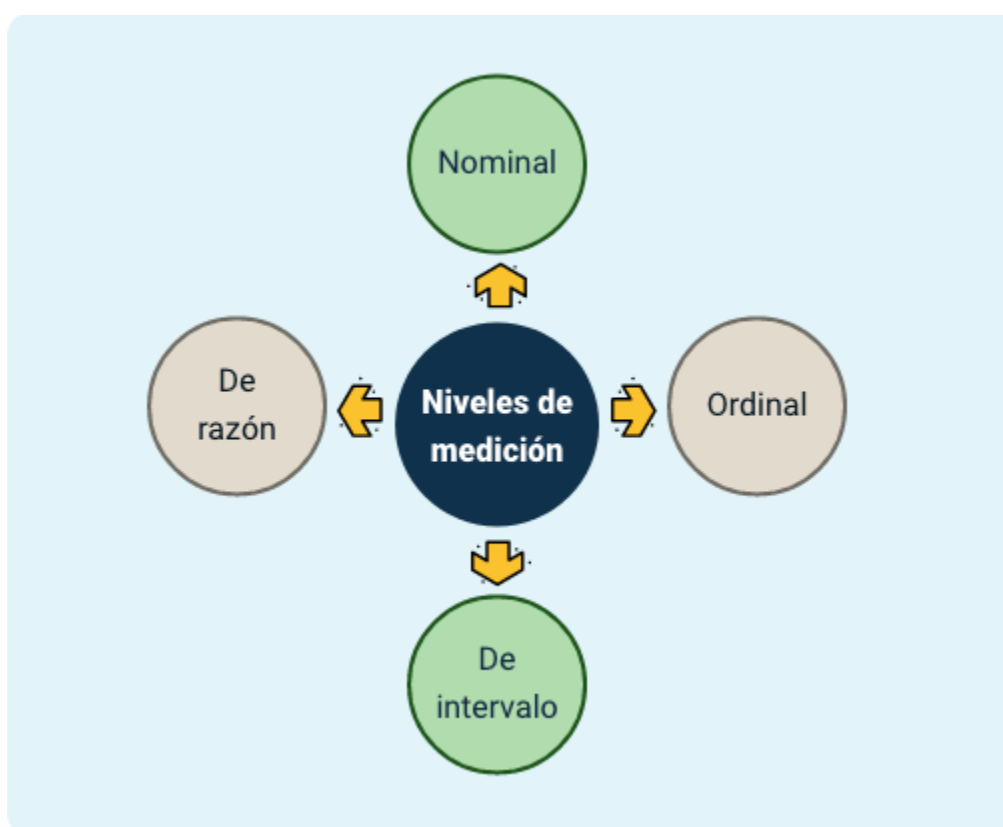 Nominal
De
razón
Niveles de
medición
Ordinal
De
intervalo